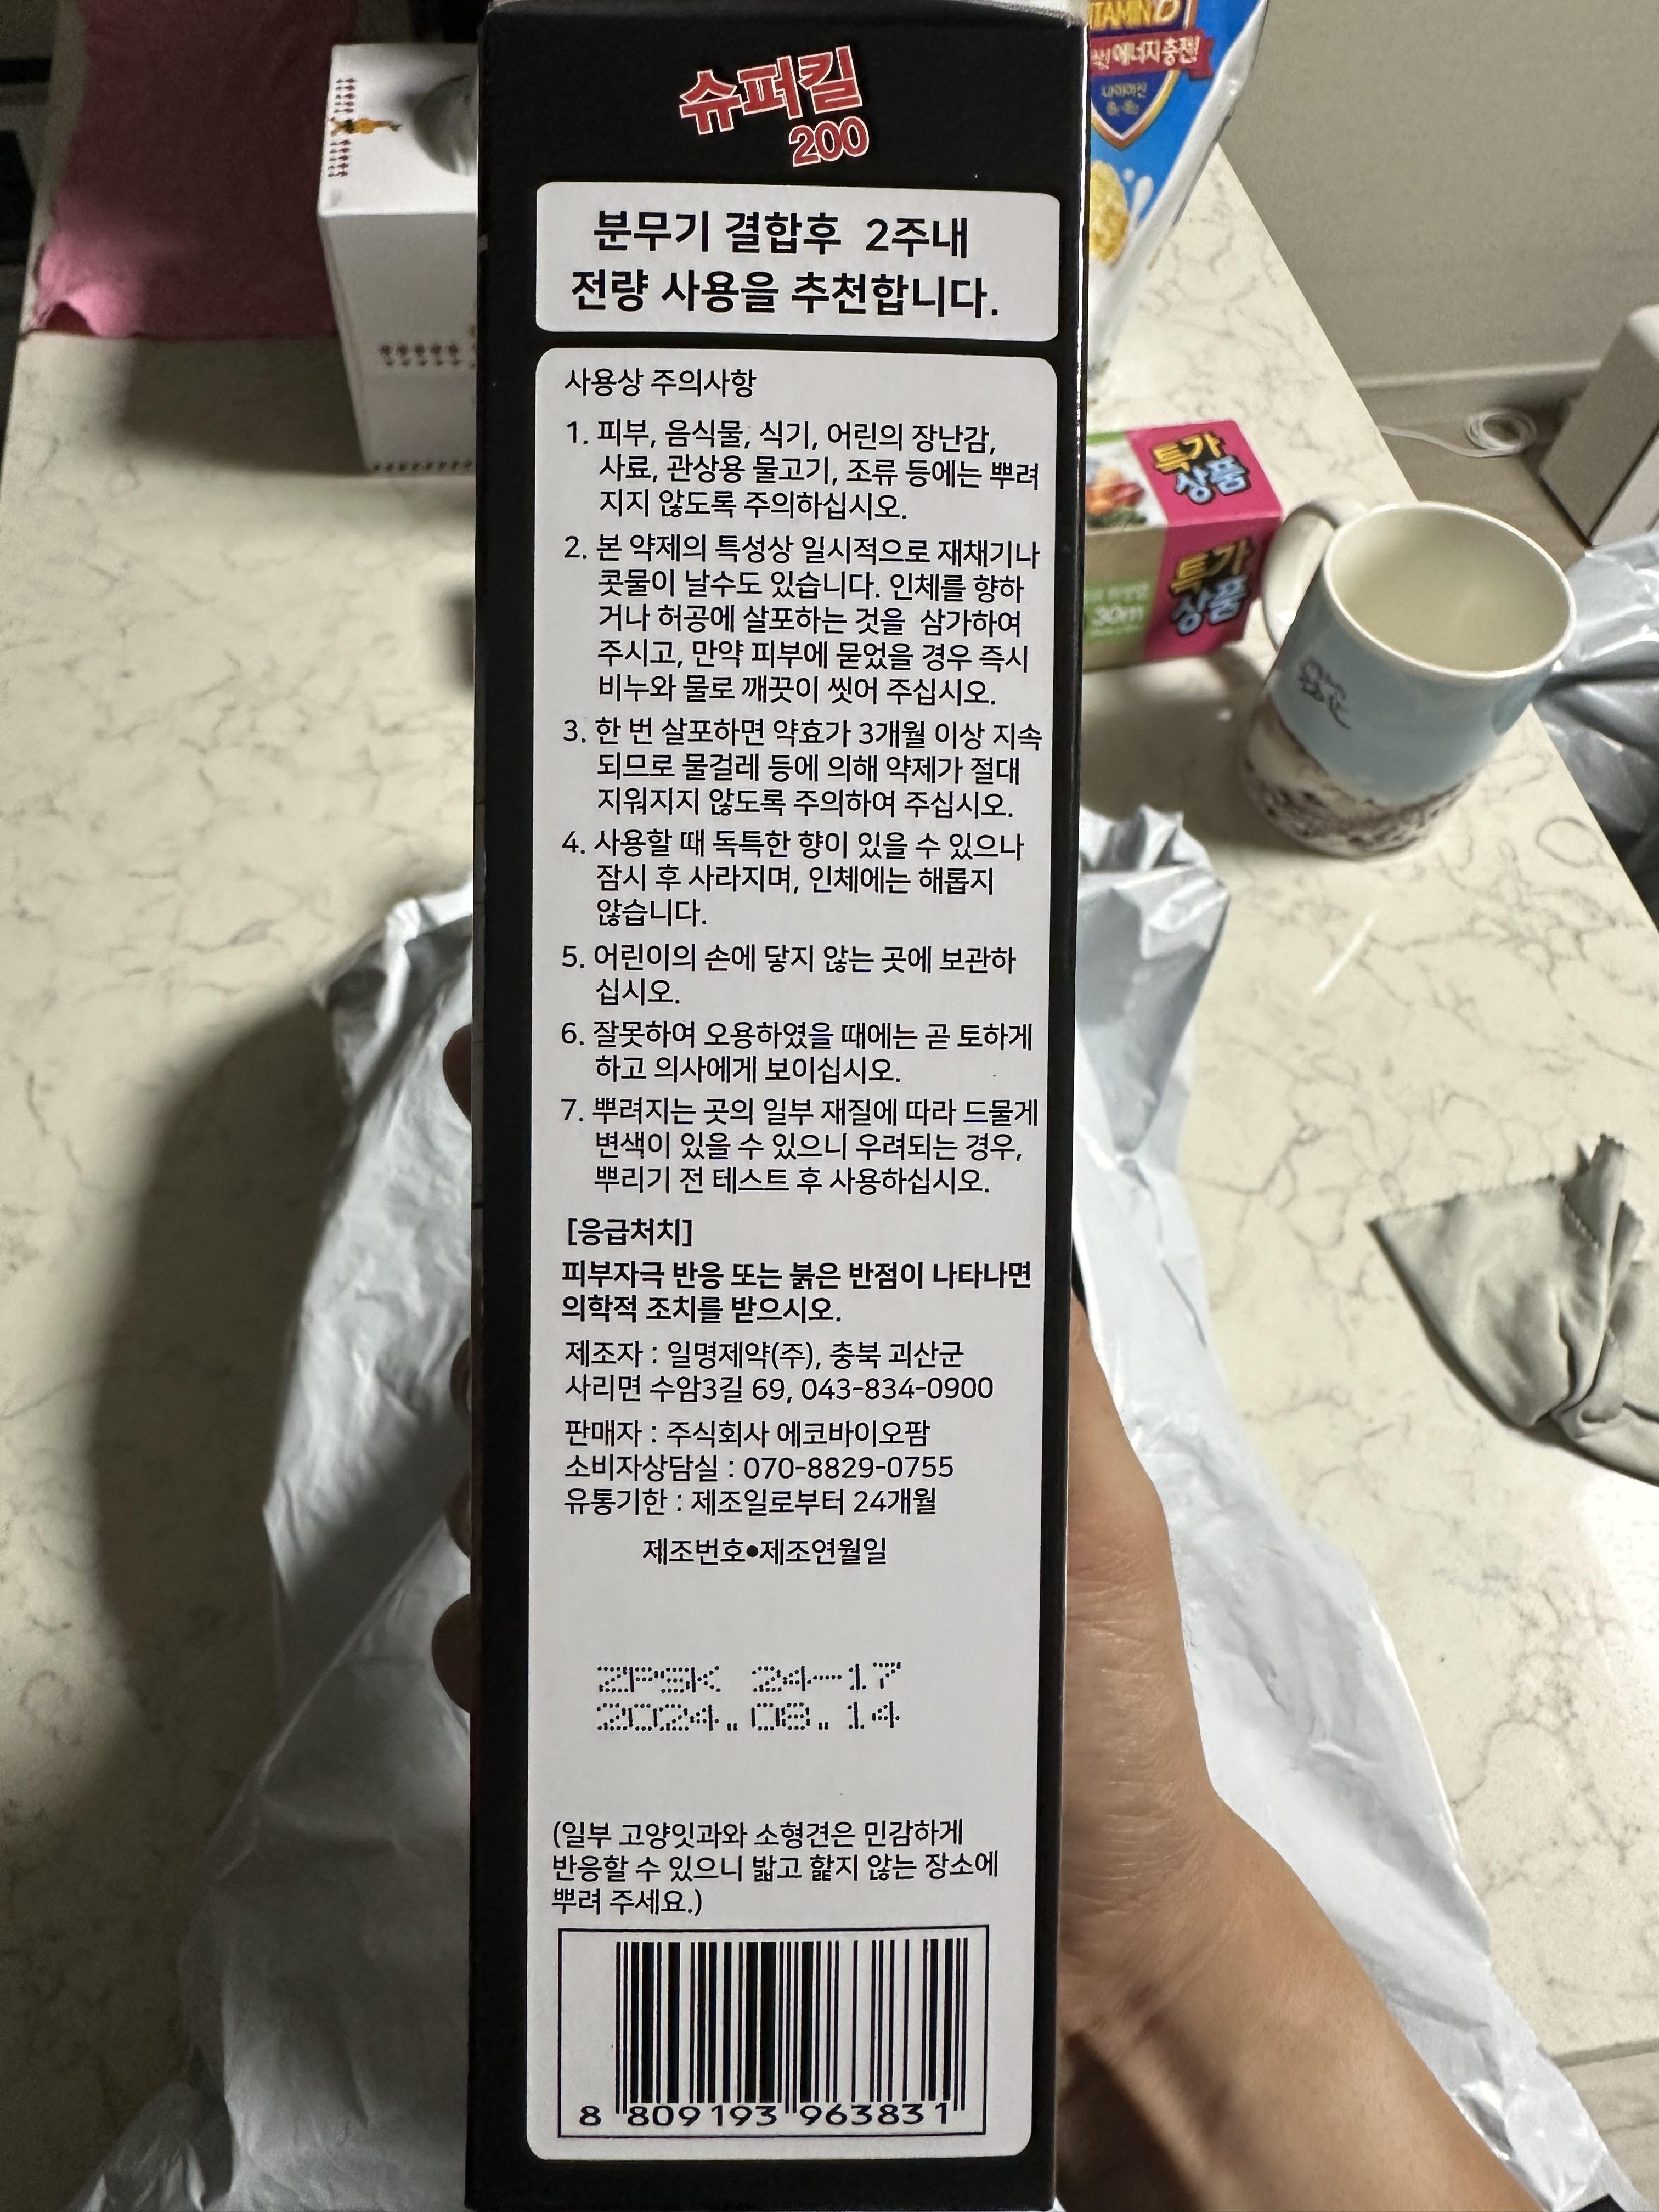 슈퍼킬
200
분무기 결합후 2주내
전량 사용을 추천합니다.
사용상 주의사항
1. 피부, 음식물, 식기, 어린의 장난감,
사료, 관상용 물고기, 조류 등에는 뿌려
지지 않도록 주의하십시오.
2. 본 약제의 특성상 일시적으로 재채기나
콧물이 날수도 있습니다. 인체를 향하
거나 허공에 살포하는 것을 삼가하여
주시고, 만약 피부에 묻었을 경우 즉시
비누와 물로 깨끗이 씻어 주십시오.
3. 한 번 살포하면 약효가 3개월 이상 지속
되므로 물걸레 등에 의해 약제가 절대
지워지지 않도록 주의하여 주십시오.
4. 사용할 때 독특한 향이 있을 수 있으나
잠시 후 사라지며, 인체에는 해롭지
않습니다.
5. 어린이의 손에 닿지 않는 곳에 보관하
십시오.
6. 잘못하여 오용하였을 때에는 곧 토하게
하고 의사에게 보이십시오.
7. 뿌려지는 곳의 일부 재질에 따라 드물게
변색이 있을 수 있으니 우려되는 경우,
뿌리기 전 테스트 후 사용하십시오.
[응급처치]
피부자극 반응 또는 붉은 반점이 나타나면
의학적 조치를 받으시오.
제조자 : 일명제약(주), 충북 괴산군
사리면 수암3길 69, 043-834-0900
판매자 : 주식회사 에코바이오팜
소비자상담실 : 070-8829-0755
유통기한 : 제조일로부터 24개월
제조번호•제조연월일
ZPSK 24-17
2024.08.14
(일부 고양잇과와 소형견은 민감하게
반응할 수 있으니 밟고 핥지 않는 장소에
뿌려 주세요.)
8 809193 963831
에너지충전!
특가
상품
특가
상품
30m